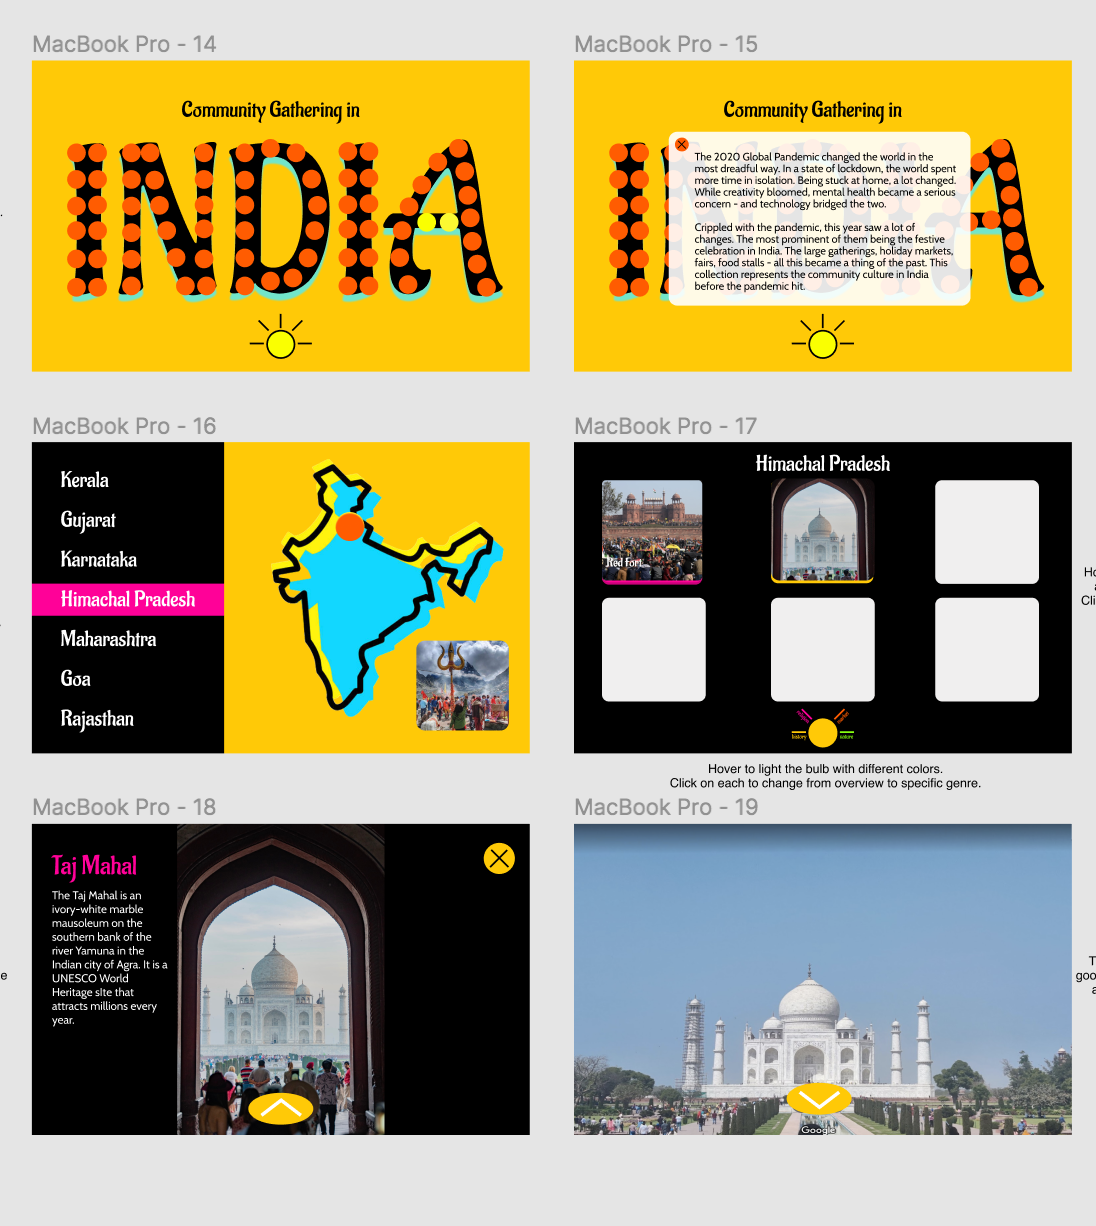 MacBook Pro - 14
MacBook Pro - 15
Community Gathering in
INDIA
Community Gathering in
INDIA
The 2020 Global Pandemic changed the world in the
most dreadful way. In a state of lockdown, the world spent
more time in isolation. Being stuck at home, a lot changed.
While creativity bloomed, mental health became a serious
concern - and technology bridged the two.
Crippled with the pandemic, this year saw a lot of
changes. The most prominent of them being the festive
celebration in India. The large gatherings, holiday markets,
fairs, food stalls - all this became a thing of the past. This
collection represents the community culture in India
before the pandemic hit.
MacBook Pro - 16
MacBook Pro - 17
Kerala
Gujarat
Karnataka
Himachal Pradesh
Maharashtra
Goa
Rajasthan
Himachal Pradesh
Red fort
history
nature
Hover to light the bulb with different colors.
Click on each to change from overview to specific genre.
MacBook Pro - 18
MacBook Pro - 19
Taj Mahal
The Taj Mahal is an
ivory-white marble
mausoleum on the
southern bank of the
river Yamuna in the
Indian city of Agra. It is a
UNESCO World
Heritage sIte that
attracts millions every
year.
Google